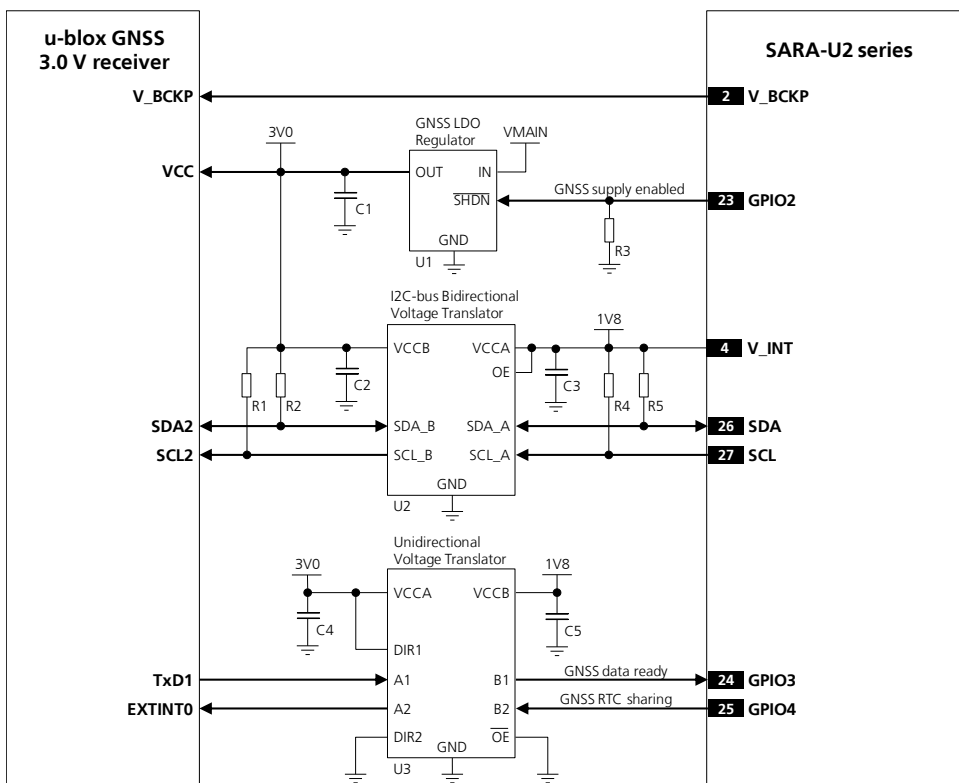 u-blox GNSS
3.0 V receiver
SARA-U2 series
V_BCKP
2 V_BCKP
GNSS LDO
Regulator
3V0
VMAIN
VCC
OUT
IN
SHDN
GND
U1
C1
GNSS supply enabled
23 GPIO2
R3
I2C-bus Bidirectional
Voltage Translator
1V8
VCCB
VCCA
OE
4 V_INT
C2
C3
R1
R2
R4
R5
SDA2
SDA_B
SDA_A
26 SDA
SCL2
SCL_B
SCL_A
27 SCL
GND
U2
Unidirectional
Voltage Translator
3V0
1V8
VCCA
VCCB
C4
C5
DIR1
TxD1
A1
B1
GNSS data ready
24 GPIO3
EXTINT0
A2
B2
GNSS RTC sharing
25 GPIO4
DIR2
OE
GND
U3